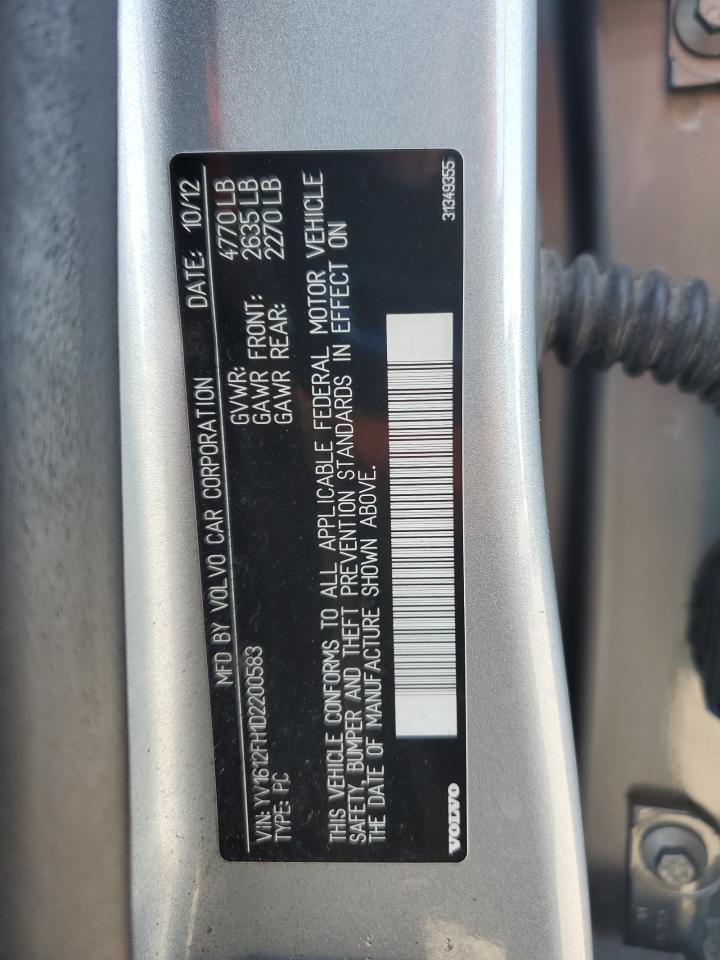 MFD BY VOLVO CAR CORPORATION DATE: 10/12
GVWR: 4770 LB
GAWR FRONT: 2635 LB
VIN: YV1612FH1D2200583
TYPE: PC GAWR REAR: 2270 LB
THIS VEHICLE CONFORMS TO ALL APPLICABLE FEDERAL MOTOR VEHICLE
SAFETY, BUMPER AND THEFT PREVENTION STANDARDS IN EFFECT ON
THE DATE OF MANUFACTURE SHOWN ABOVE.
VOLVO 31349355